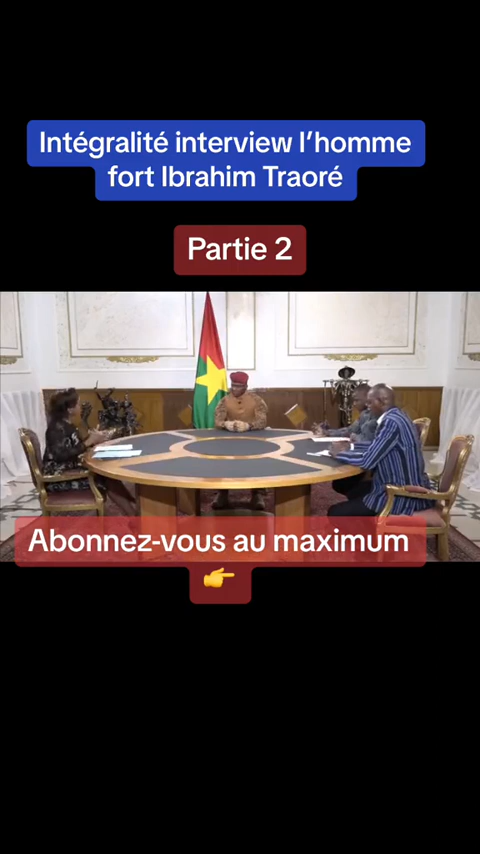 Intégralité interview l’homme
fort Ibrahim Traoré
Partie 2
Abonnez-vous au maximum
👉